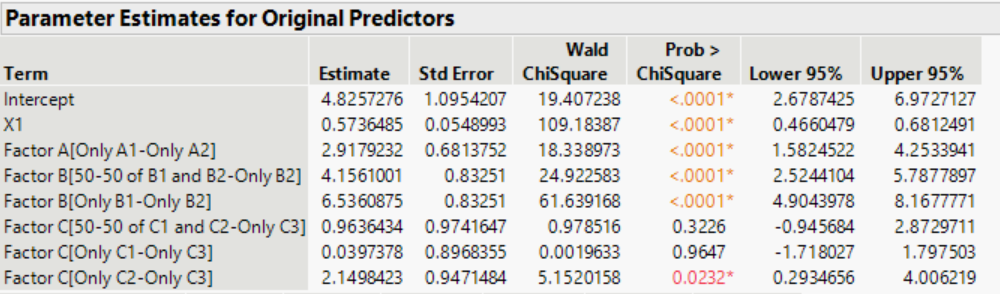 Parameter Estimates for Original Predictors
Wald Prob >
Term Estimate Std Error ChiSquare ChiSquare Lower 95% Upper 95%
Intercept 4.8257276 1.0954207 19.407238 <.0001* 2.6787425 6.9727127
X1 0.5736485 0.0548993 109.18387 <.0001* 0.4660479 0.6812491
Factor A[Only A1-Only A2] 2.9179232 0.6813752 18.338973 <.0001* 1.5824522 4.2533941
Factor B[50-50 of B1 and B2-Only B2] 4.1561001 0.83251 24.922583 <.0001* 2.5244104 5.7877897
Factor B[Only B1-Only B2] 6.5360875 0.83251 61.639168 <.0001* 4.9043978 8.1677771
Factor C[50-50 of C1 and C2-Only C3] 0.9636434 0.9741647 0.978516 0.3226 -0.945684 2.8729711
Factor C[Only C1-Only C3] 0.0397378 0.8968355 0.0019633 0.9647 -1.718027 1.797503
Factor C[Only C2-Only C3] 2.1498423 0.9471484 5.1520158 0.0232* 0.2934656 4.006219